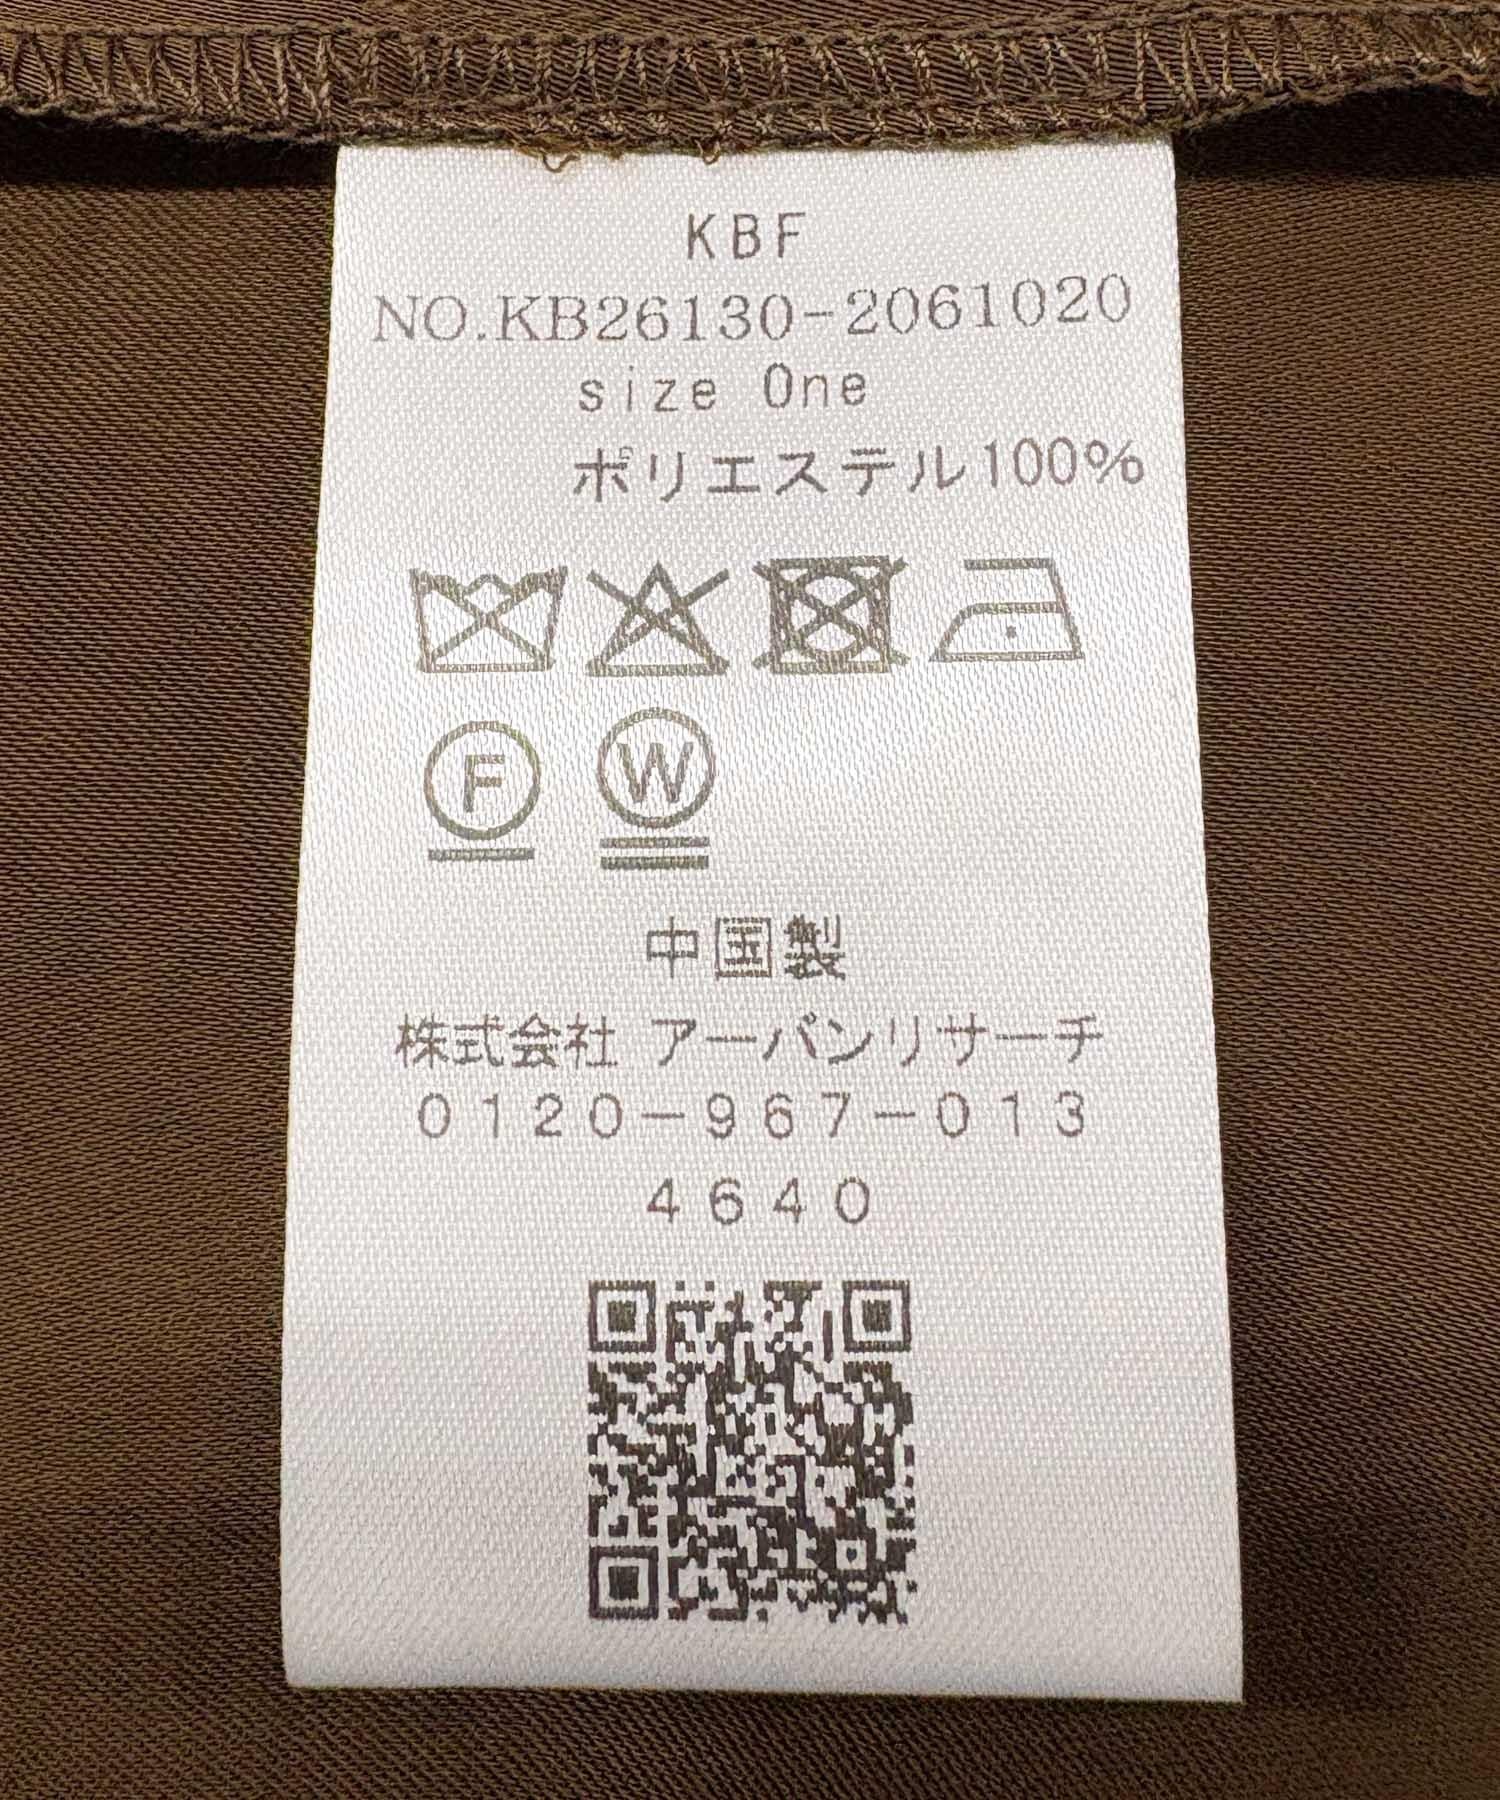 KBF
NO.KB26130-2061020
size One
ポリエステル100%
F W
中国製
株式会社 アーバンリサーチ
0120-967-013
4640